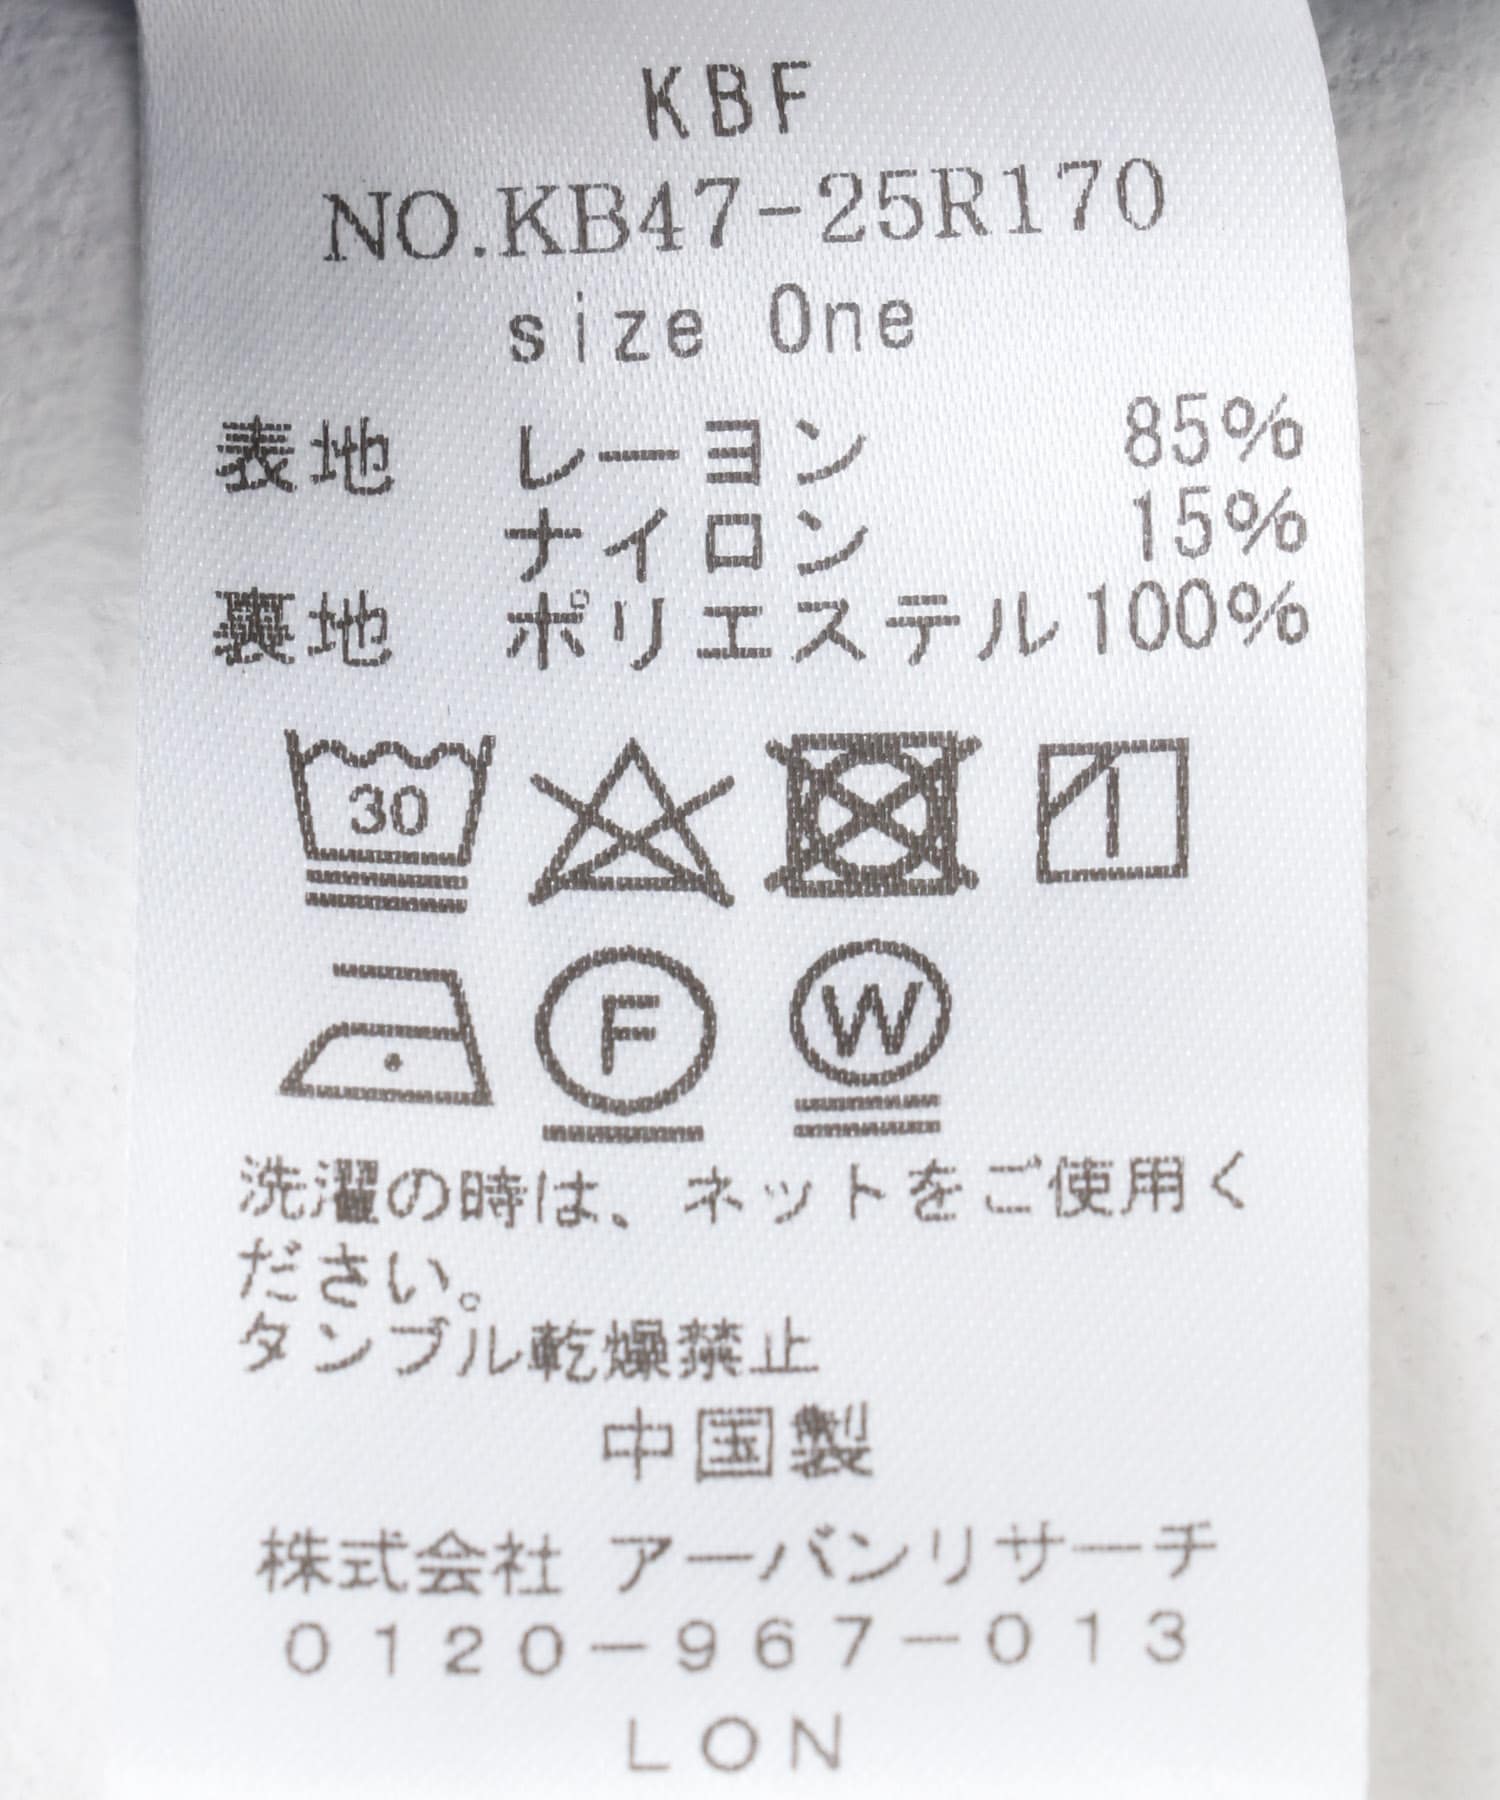 KBF
NO.KB47-25R170
size One
表地 レーヨン 85%
ナイロン 15%
裏地 ポリエステル100%
30
F
W
洗濯の時は、ネットをご使用く
ださい。
タンブル乾燥禁止
中国製
株式会社 アーバンリサーチ
0120-967-013
LON